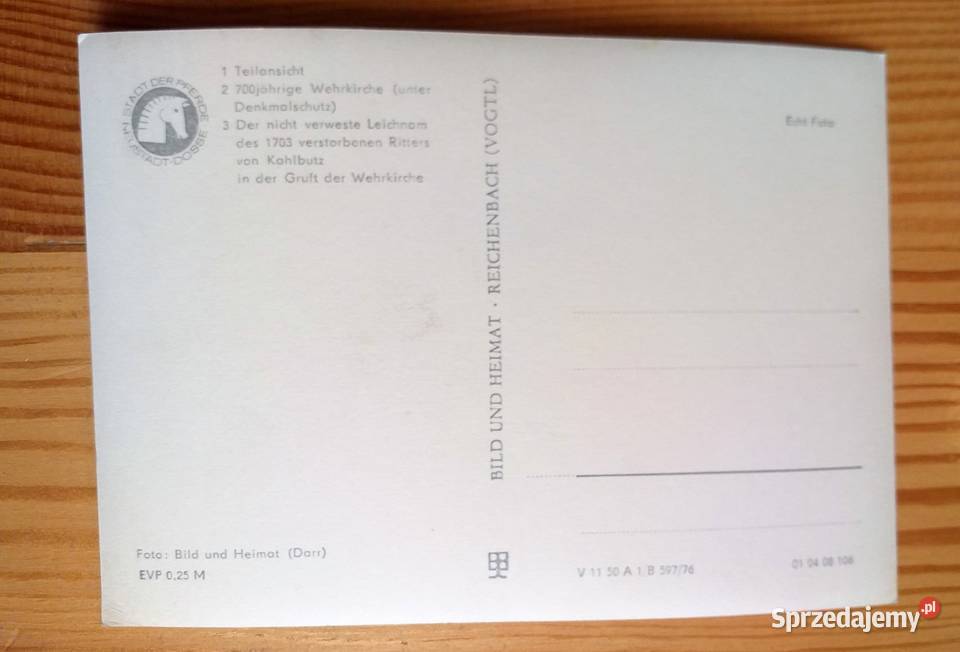 STADT DER PFERDE
NEUSTADT-DOSSE
1 Teilansicht
2 700jährige Wehrkirche (unter
Denkmalschutz)
3 Der nicht verweste Leichnam
des 1703 verstorbenen Ritters
von Kahlbutz
in der Gruft der Wehrkirche
Foto: Bild und Heimat (Darr)
EVP 0,25 M
BILD UND HEIMAT · REICHENBACH (VOGTL)
Echt Foto
V 11 50 A 1 B 597/76
01 04 08 106
Sprzedajemy.pl